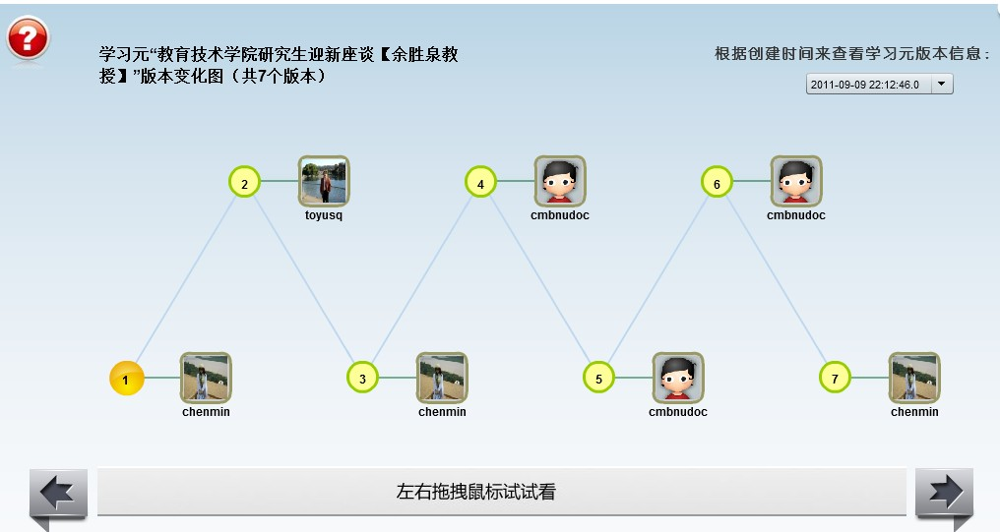 ?
学习元“教育技术学院研究生迎新座谈【余胜泉教
授】”版本变化图（共7个版本）
根据创建时间来查看学习元版本信息：
2011-09-09 22:12:46.0
2
toyusq
4
cmbnudoc
6
cmbnudoc
1
chenmin
3
chenmin
5
cmbnudoc
7
chenmin
左右拖拽鼠标试试看